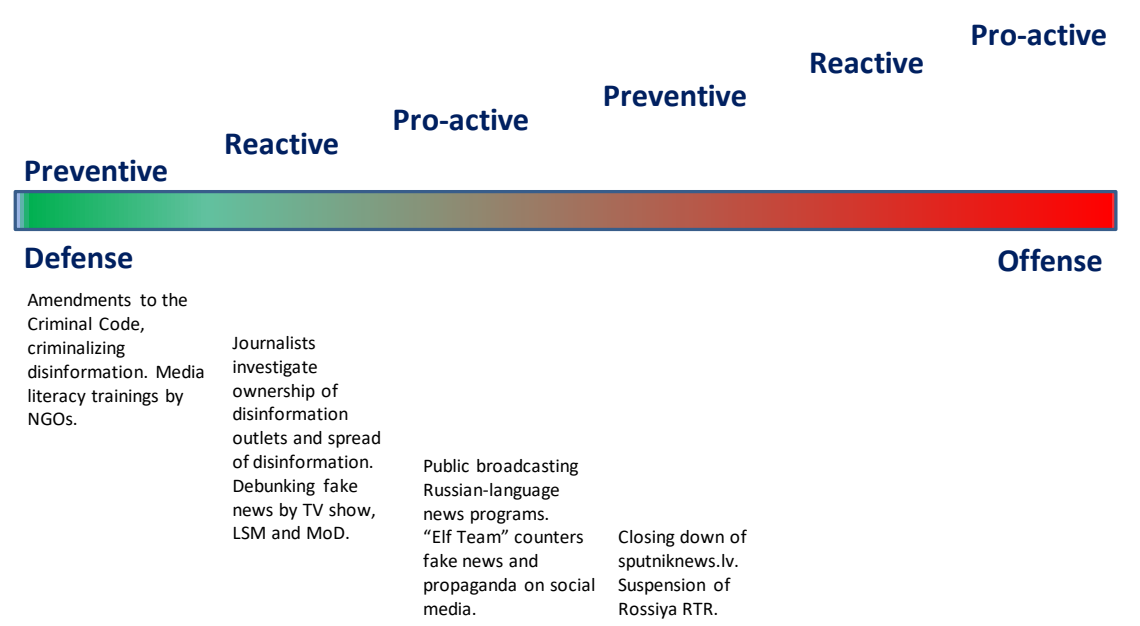 Pro-active
Reactive
Preventive
Pro-active
Reactive
Preventive
Defense
Offense
Amendments to the
Criminal Code,
criminalizing
disinformation. Media
literacy trainings by
NGOs.
Journalists
investigate
ownership of
disinformation
outlets and spread
of disinformation.
Debunking fake
news by TV show,
LSM and MoD.
Public broadcasting
Russian-language
news programs.
“Elf Team” counters
fake news and
propaganda on social
media.
Closing down of
sputniknews.lv.
Suspension of
Rossiya RTR.